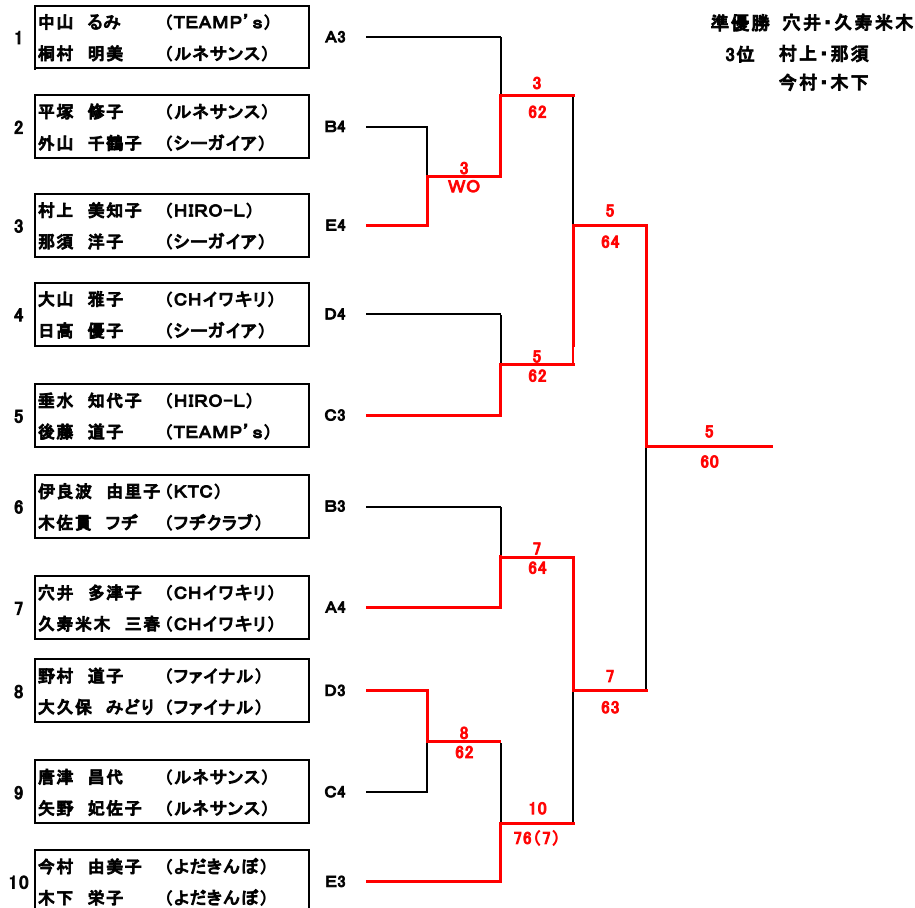 準優勝 穴井・久寿米木
3位 村上・那須
今村・木下
1 中山 るみ (TEAMP's) A3
桐村 明美 (ルネサンス)
3
62
2 平塚 修子 (ルネサンス) B4
外山 千鶴子 (シーガイア)
3
WO
3 村上 美知子 (HIRO-L) E4
那須 洋子 (シーガイア)
5
64
4 大山 雅子 (CHイワキリ) D4
日高 優子 (シーガイア)
5
62
5 垂水 知代子 (HIRO-L) C3
後藤 道子 (TEAMP's)
5
60
6 伊良波 由里子 (KTC) B3
木佐貫 フヂ (フヂクラブ)
7
64
7 穴井 多津子 (CHイワキリ) A4
久寿米木 三春 (CHイワキリ)
8 野村 道子 (ファイナル) D3
大久保 みどり (ファイナル)
7
63
8
62
9 唐津 昌代 (ルネサンス) C4
矢野 妃佐子 (ルネサンス)
10
76(7)
10 今村 由美子 (よだきんぼ) E3
木下 栄子 (よだきんぼ)